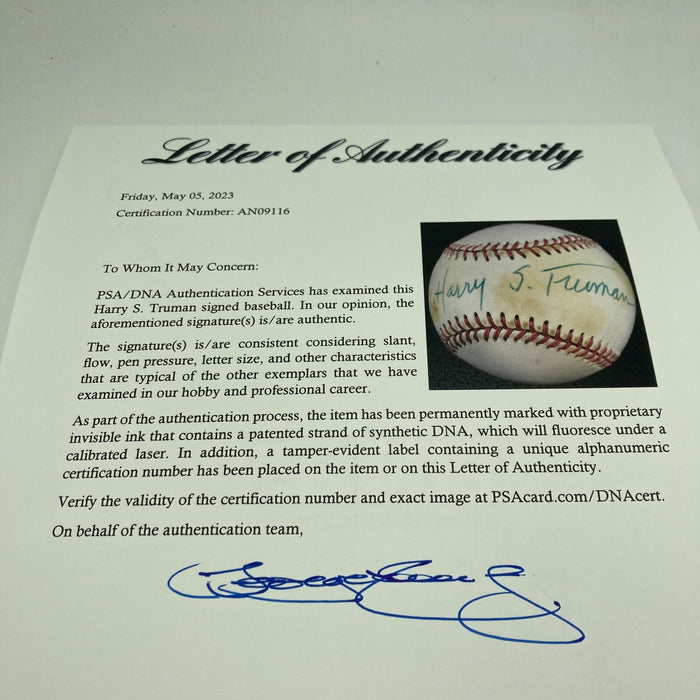 Letter of Authenticity
Friday, May 05, 2023
Certification Number: AN09116
To Whom It May Concern:
PSA/DNA Authentication Services has examined this
Harry S. Truman signed baseball. In our opinion, the
aforementioned signature(s) is/are authentic.
The signature(s) is/are consistent considering slant,
flow, pen pressure, letter size, and other characteristics
that are typical of the other exemplars that we have
examined in our hobby and professional career.
Harry S. Truman
As part of the authentication process, the item has been permanently marked with proprietary
invisible ink that contains a patented strand of synthetic DNA, which will fluoresce under a
calibrated laser. In addition, a tamper-evident label containing a unique alphanumeric
certification number has been placed on the item or on this Letter of Authenticity.
Verify the validity of the certification number and exact image at PSAcard.com/DNAcert.
On behalf of the authentication team,